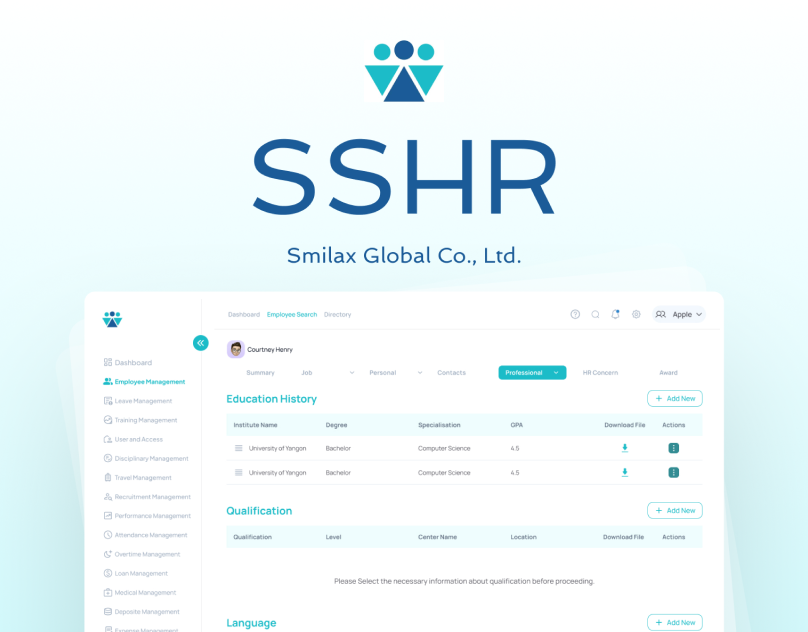 SSHR
Smilax Global Co., Ltd.
Dashboard Employee Search Directory
Apple
Courtney Henry
Summary Job Personal Contacts Professional HR Concern Award
Dashboard
Employee Management
Leave Management
Training Management
User and Access
Disciplinary Management
Travel Management
Recruitment Management
Performance Management
Attendance Management
Overtime Management
Loan Management
Medical Management
Deposite Management
Expense Management
Education History
+ Add New
Institute Name Degree Specialisation GPA Download File Actions
University of Yangon Bachelor Computer Science 4.5
University of Yangon Bachelor Computer Science 4.5
Qualification
+ Add New
Qualification Level Center Name Location Download File Actions
Please Select the necessary information about qualification before proceeding.
Language
+ Add New